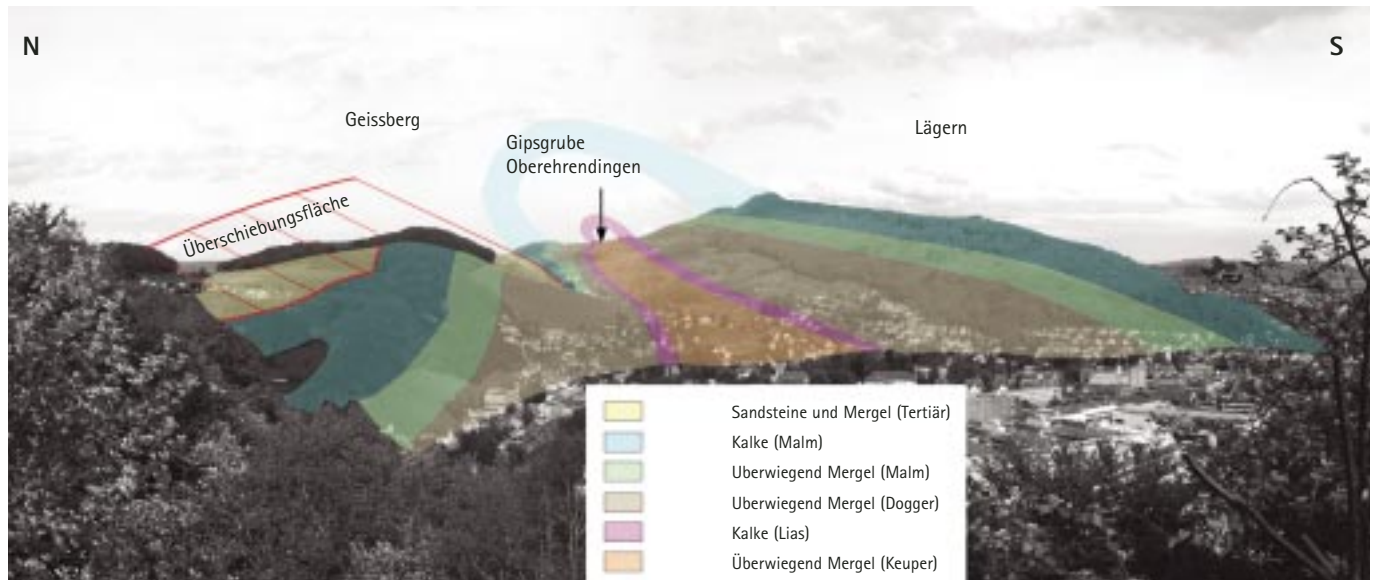 N
S
Geissberg
Lägern
Gipsgrube
Oberehrendingen
Überschiebungsfläche
Sandsteine und Mergel (Tertiär)
Kalke (Malm)
Uberwiegend Mergel (Malm)
Uberwiegend Mergel (Dogger)
Kalke (Lias)
Überwiegend Mergel (Keuper)